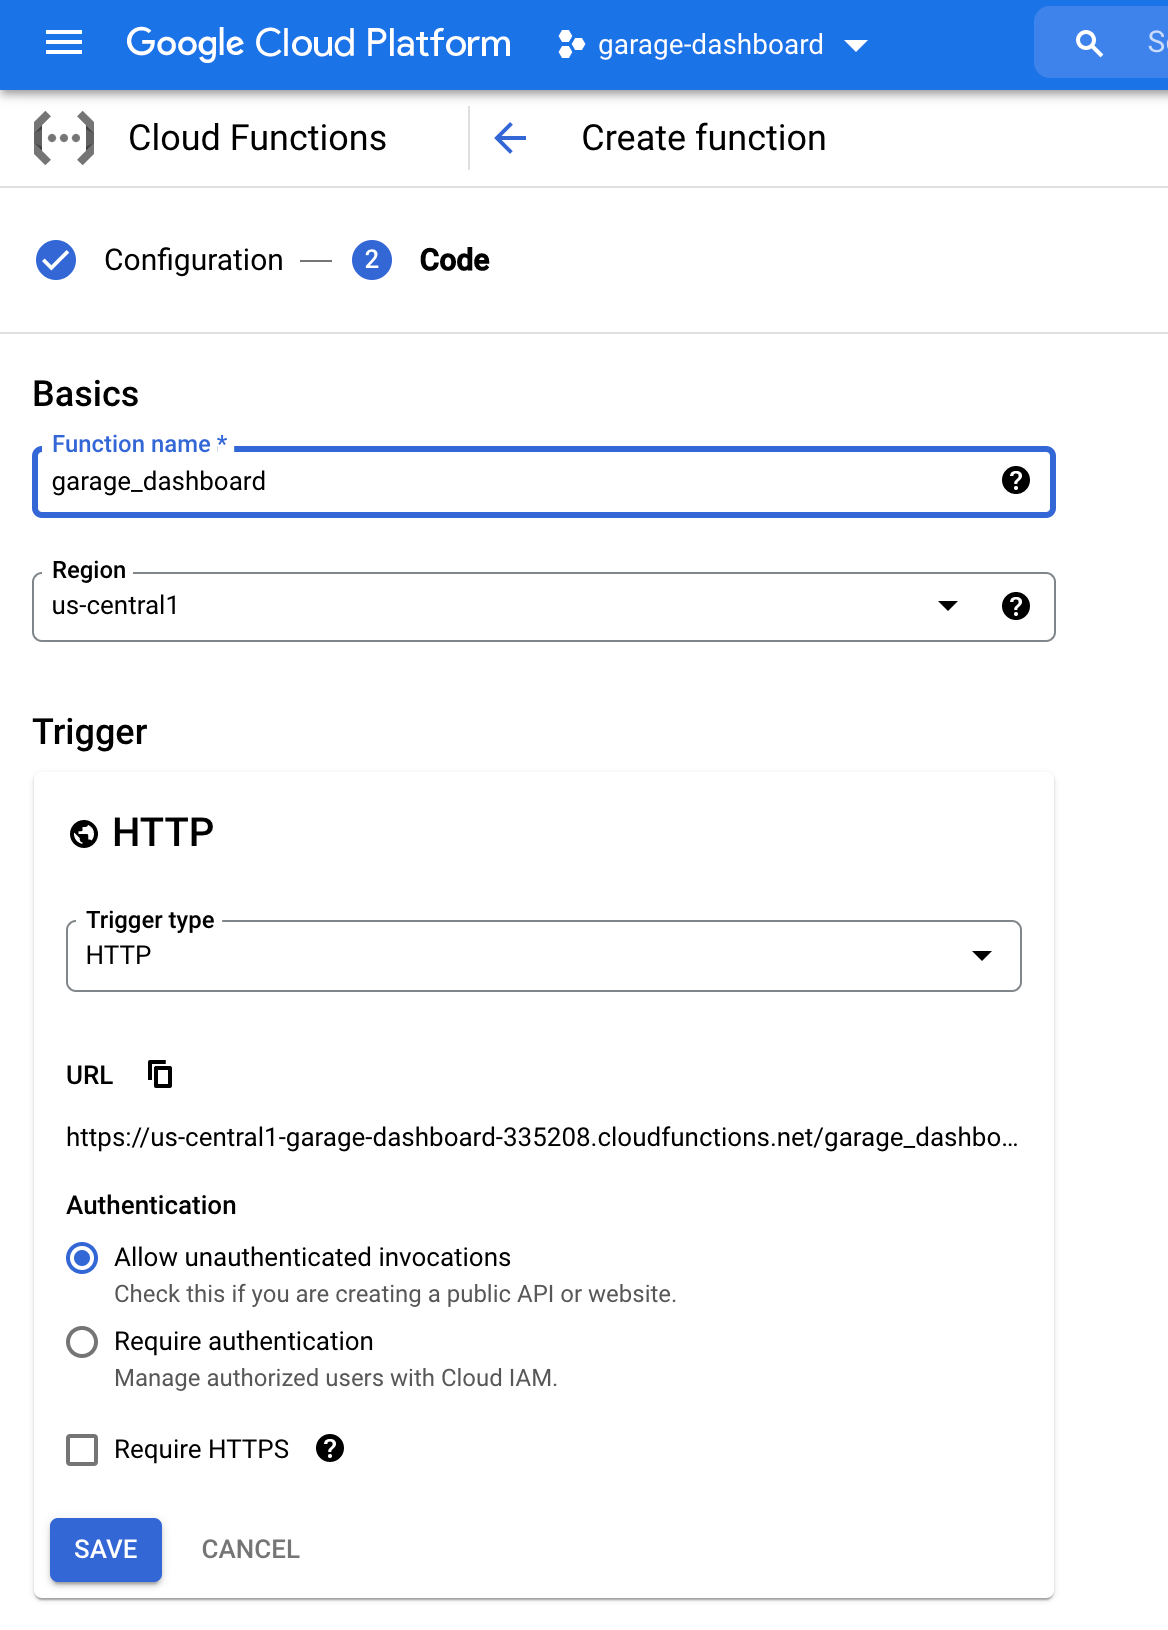 Google Cloud Platform garage-dashboard
Cloud Functions Create function
Configuration 2 Code
Basics
Function name *
garage_dashboard
Region
us-central1
Trigger
HTTP
Trigger type
HTTP
URL
https://us-central1-garage-dashboard-335208.cloudfunctions.net/garage_dashbo...
Authentication
Allow unauthenticated invocations
Check this if you are creating a public API or website.
Require authentication
Manage authorized users with Cloud IAM.
Require HTTPS
SAVE CANCEL